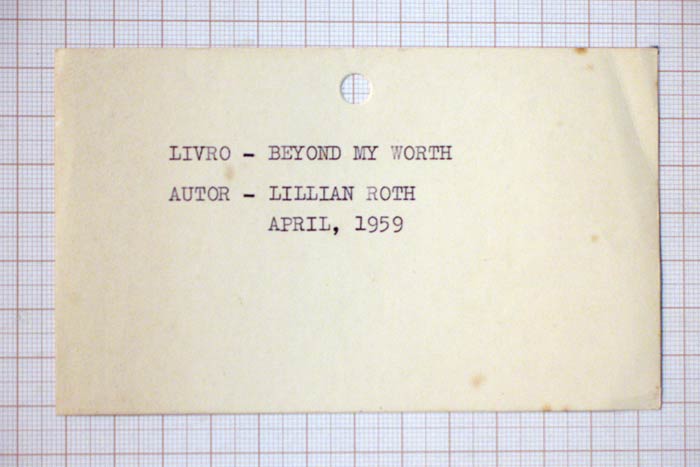 LIVRO - BEYOND MY WORTH
AUTOR - LILLIAN ROTH
APRIL, 1959